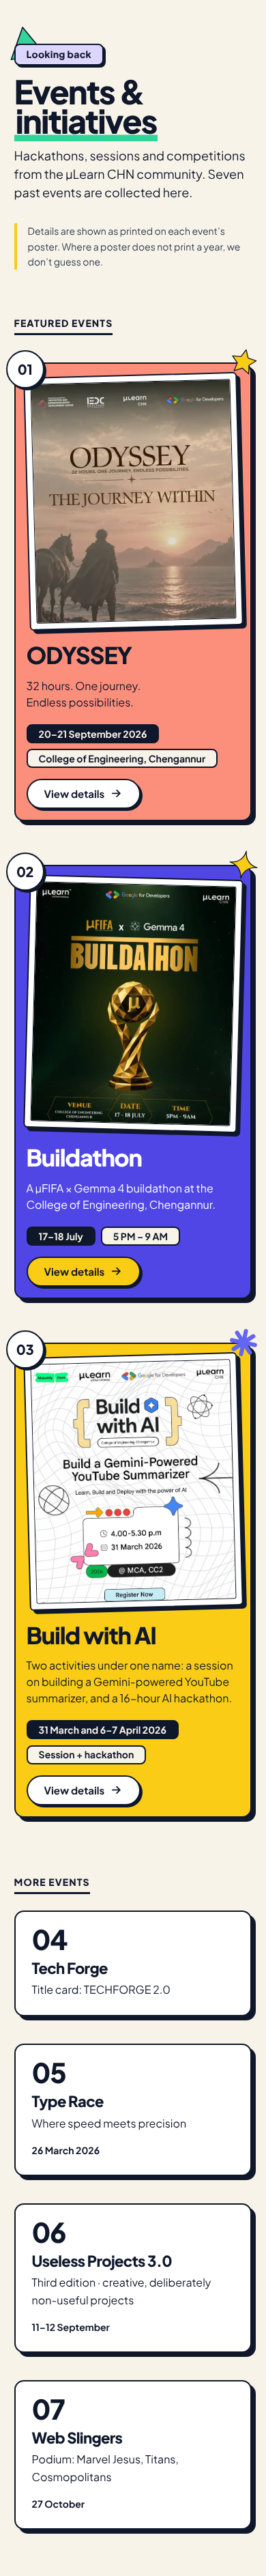 Looking back
Events &
initiatives
Hackathons, sessions and competitions
from the µLearn CHN community. Seven
past events are collected here.
Details are shown as printed on each event's
poster. Where a poster does not print a year, we
don't guess one.
FEATURED EVENTS
01
IEDC
µLearn
CHN
Google for Developers
ODYSSEY
32 HOURS. ONE JOURNEY. ENDLESS POSSIBILITIES.
THE JOURNEY WITHIN
ODYSSEY
32 hours. One journey.
Endless possibilities.
20–21 September 2026
College of Engineering, Chengannur
View details →
02
µLearn
Google for Developers
µLearn
CHN
µFIFA x Gemma 4
BUILDATHON
µ
VENUE
COLLEGE OF ENGINEERING
CHENGANNUR
DATE
17 - 18 JULY
TIME
5PM - 9AM
Buildathon
A µFIFA × Gemma 4 buildathon at the
College of Engineering, Chengannur.
17–18 July
5 PM – 9 AM
View details →
03
µLearn
Google for Developers
µLearn
CHN
{ Build
with AI }
College of Engineering Chengannur
Build a Gemini-Powered
YouTube Summarizer
Learn, Build and Deploy with the power of AI
4.00-5.30 p.m
31 March 2026
2026
@ MCA, CC2
Register Now
Build with AI
Two activities under one name: a session
on building a Gemini-powered YouTube
summarizer, and a 16-hour AI hackathon.
31 March and 6–7 April 2026
Session + hackathon
View details →
MORE EVENTS
04
Tech Forge
Title card: TECHFORGE 2.0
05
Type Race
Where speed meets precision
26 March 2026
06
Useless Projects 3.0
Third edition · creative, deliberately
non-useful projects
11–12 September
07
Web Slingers
Podium: Marvel Jesus, Titans,
Cosmopolitans
27 October